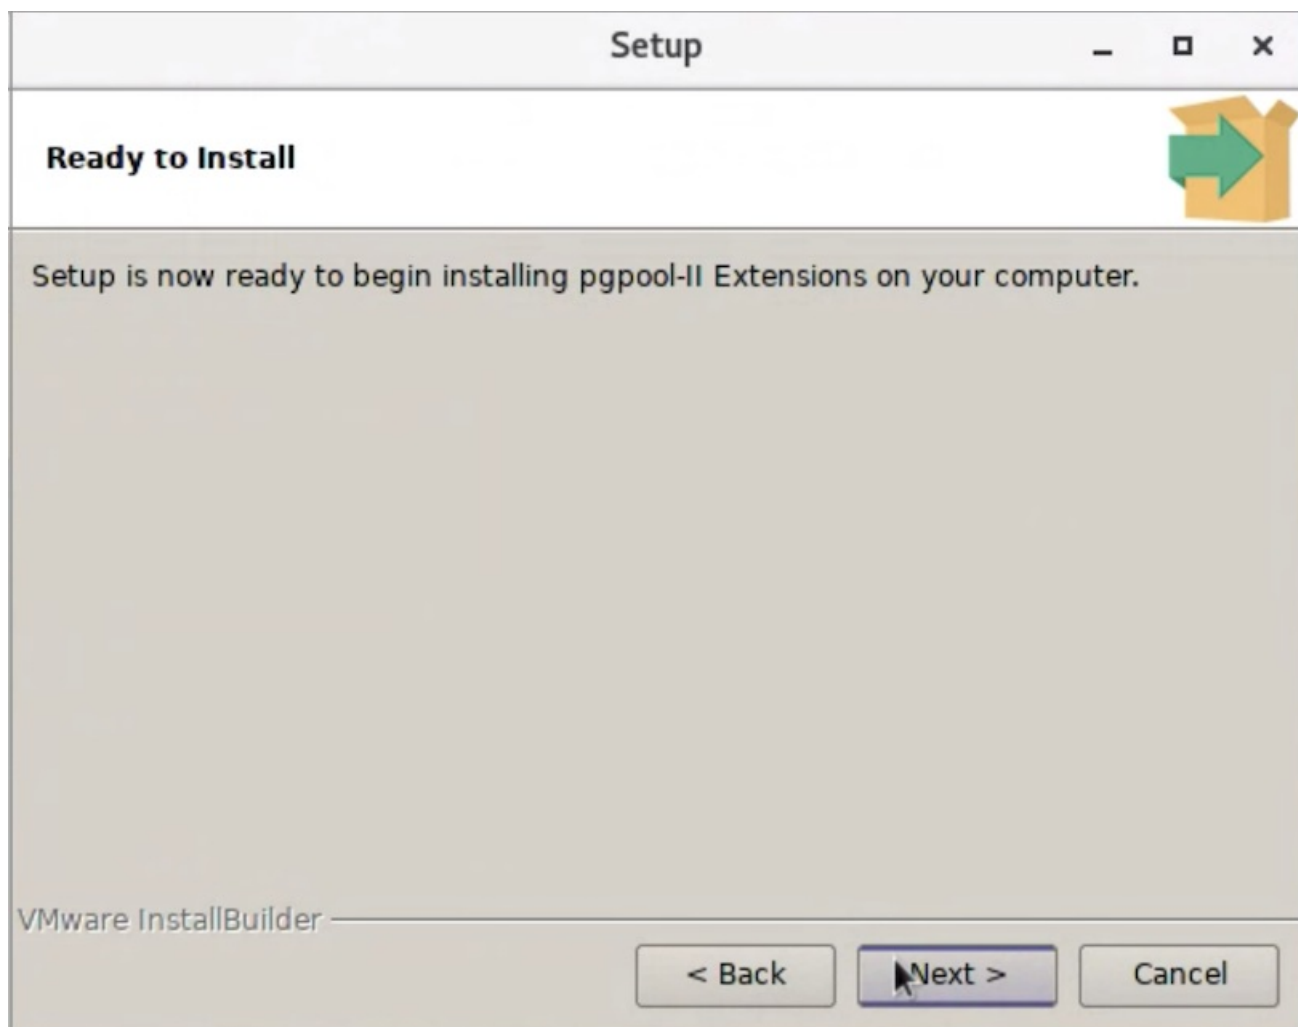 Setup
Ready to Install
Setup is now ready to begin installing pgpool-II Extensions on your computer.
VMware InstallBuilder
< Back
Next >
Cancel